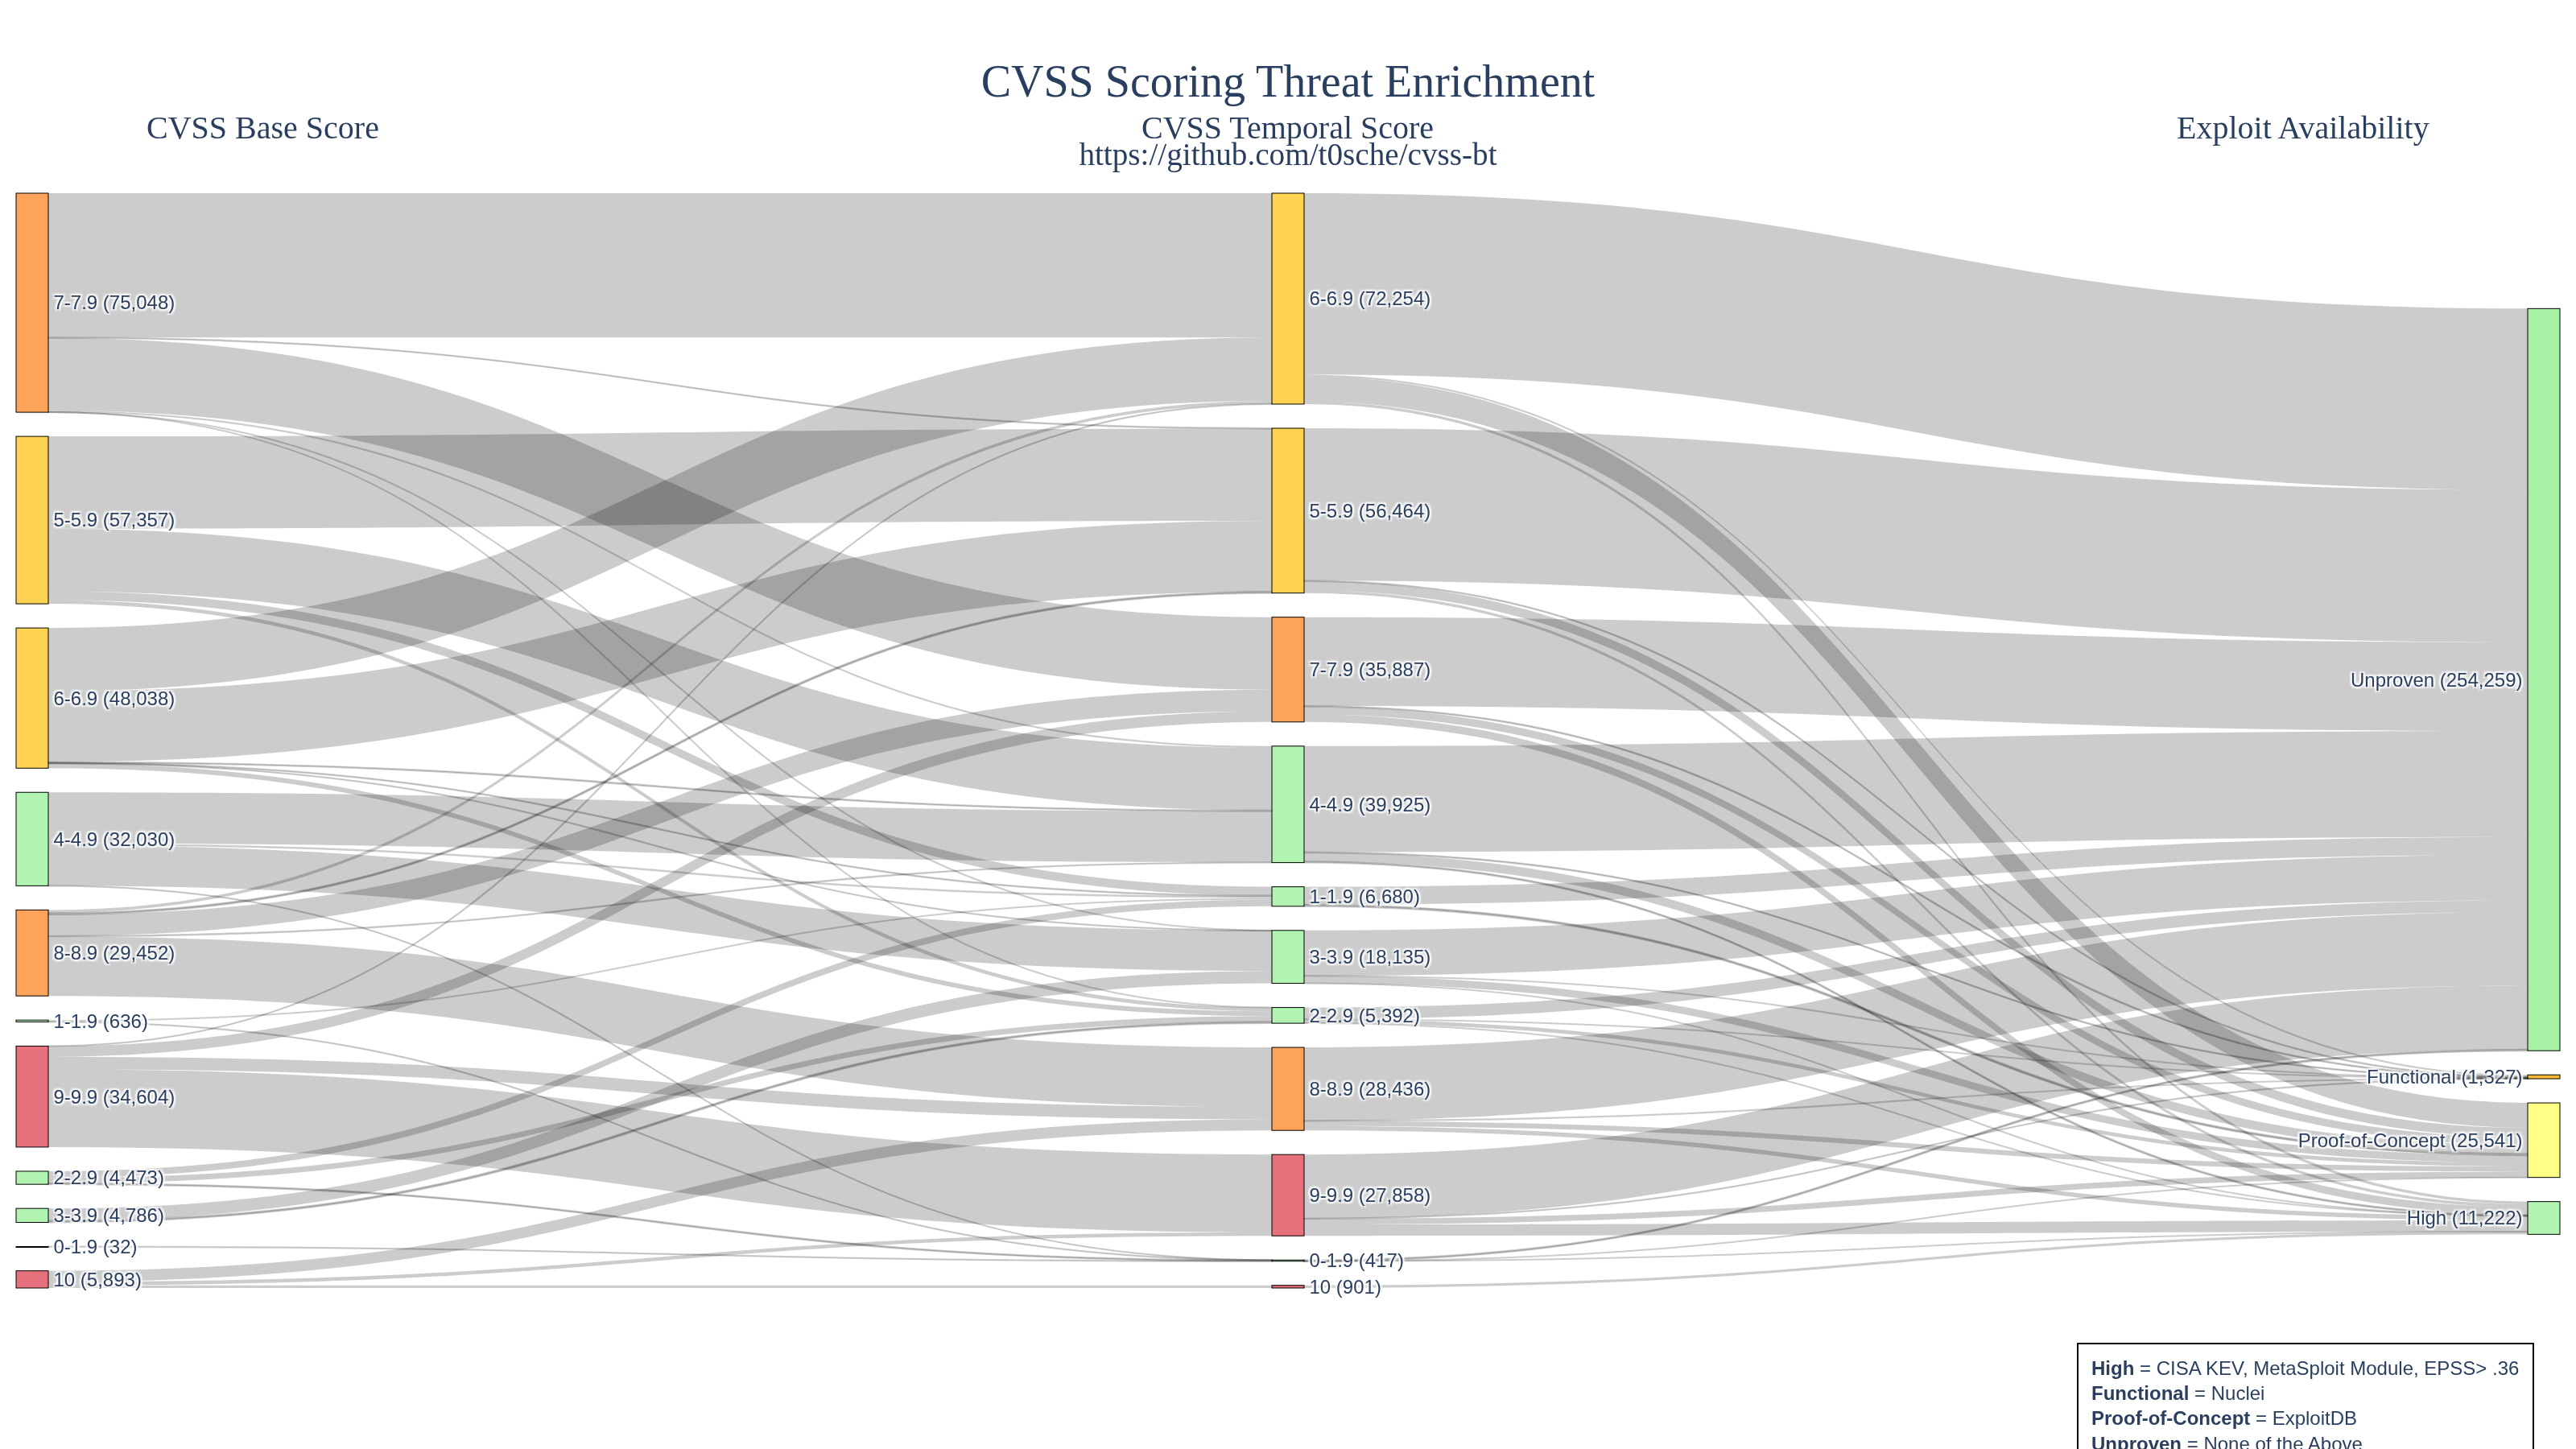 CVSS Scoring Threat Enrichment
CVSS Base Score
CVSS Temporal Score
Exploit Availability
https://github.com/t0sche/cvss-bt
7-7.9 (75,048)
5-5.9 (57,357)
6-6.9 (48,038)
4-4.9 (32,030)
8-8.9 (29,452)
1-1.9 (636)
9-9.9 (34,604)
2-2.9 (4,473)
3-3.9 (4,786)
0-1.9 (32)
10 (5,893)
6-6.9 (72,254)
5-5.9 (56,464)
7-7.9 (35,887)
4-4.9 (39,925)
1-1.9 (6,680)
3-3.9 (18,135)
2-2.9 (5,392)
8-8.9 (28,436)
9-9.9 (27,858)
0-1.9 (417)
10 (901)
Unproven (254,259)
Functional (1,327)
Proof-of-Concept (25,541)
High (11,222)
High = CISA KEV, MetaSploit Module, EPSS> .36
Functional = Nuclei
Proof-of-Concept = ExploitDB
Unproven = None of the Above